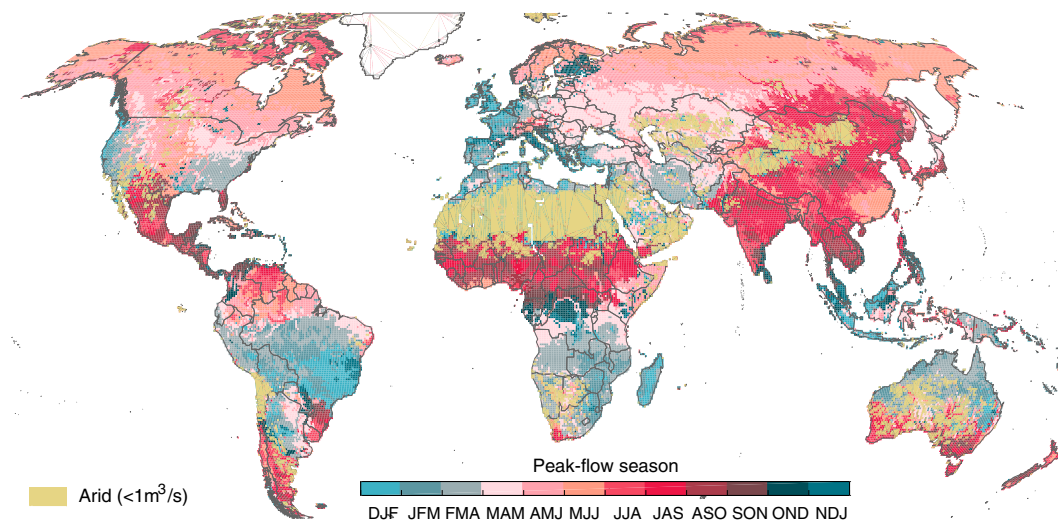 Peak-flow season
Arid (<1m³/s)
DJF JFM FMA MAM AMJ MJJ JJA JAS ASO SON OND NDJ